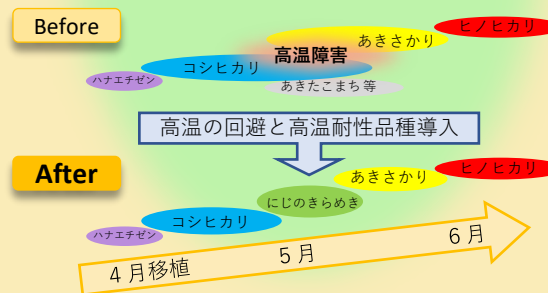 Before
ヒノヒカリ
あきさかり
高温障害
コシヒカリ
ハナエチゼン
あきたこまち等
高温の回避と高温耐性品種導入
After
ヒノヒカリ
あきさかり
にじのきらめき
コシヒカリ
ハナエチゼン
4月移植
5月
6月